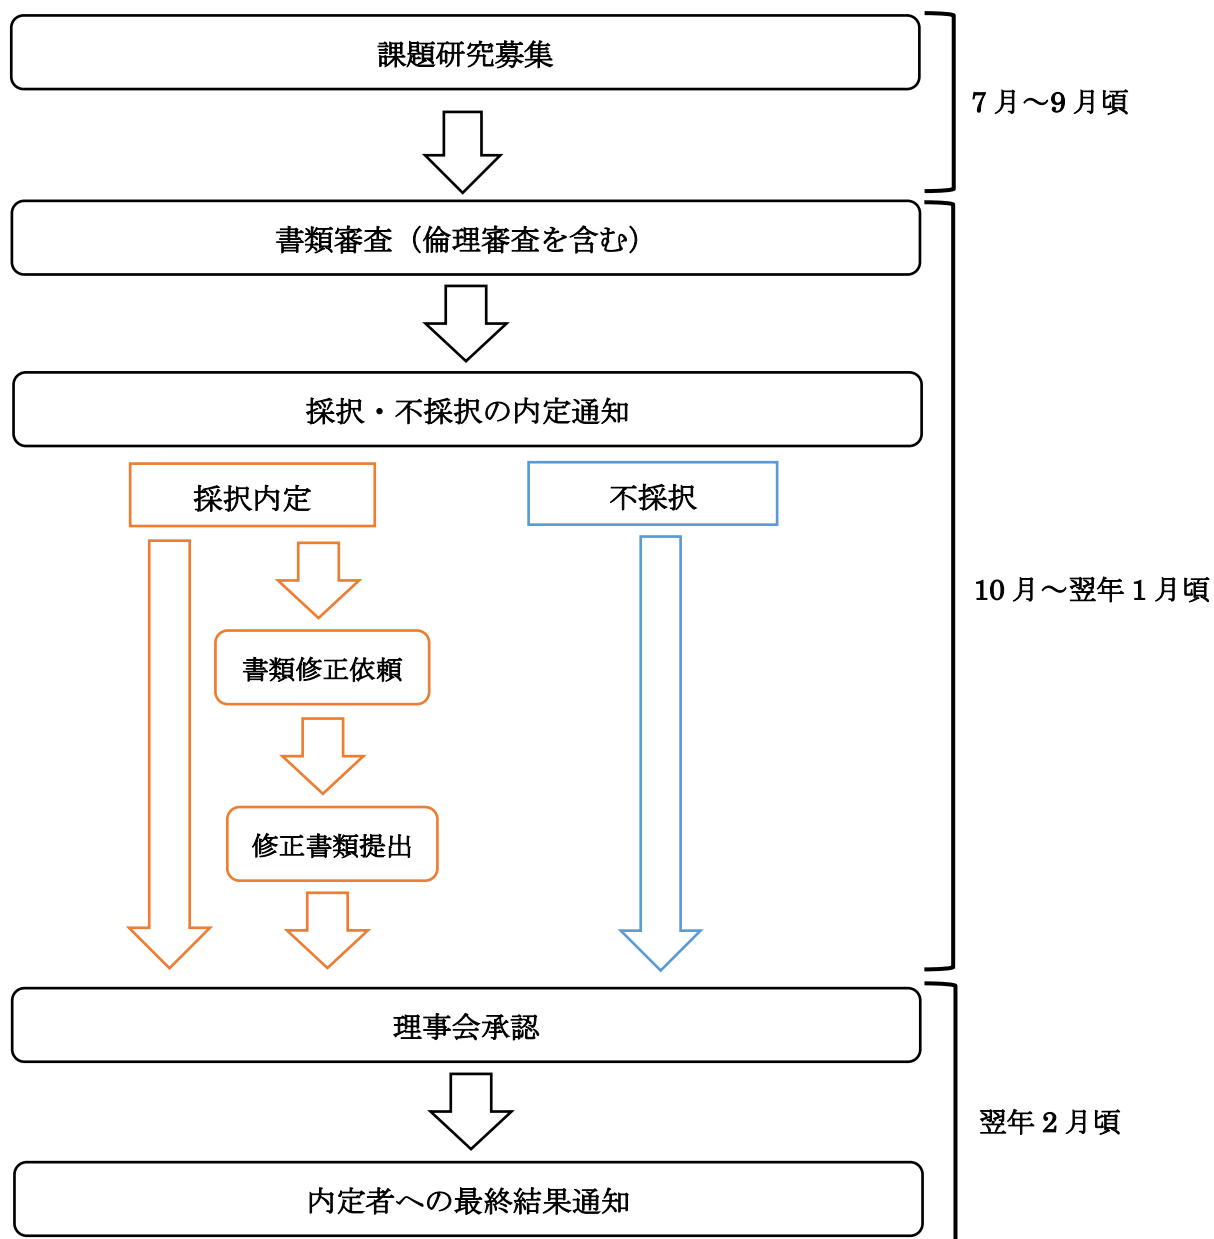 課題研究募集
7月～9月頃
書類審査（倫理審査を含む）
採択・不採択の内定通知
採択内定
不採択
10月～翌年1月頃
書類修正依頼
修正書類提出
理事会承認
翌年2月頃
内定者への最終結果通知